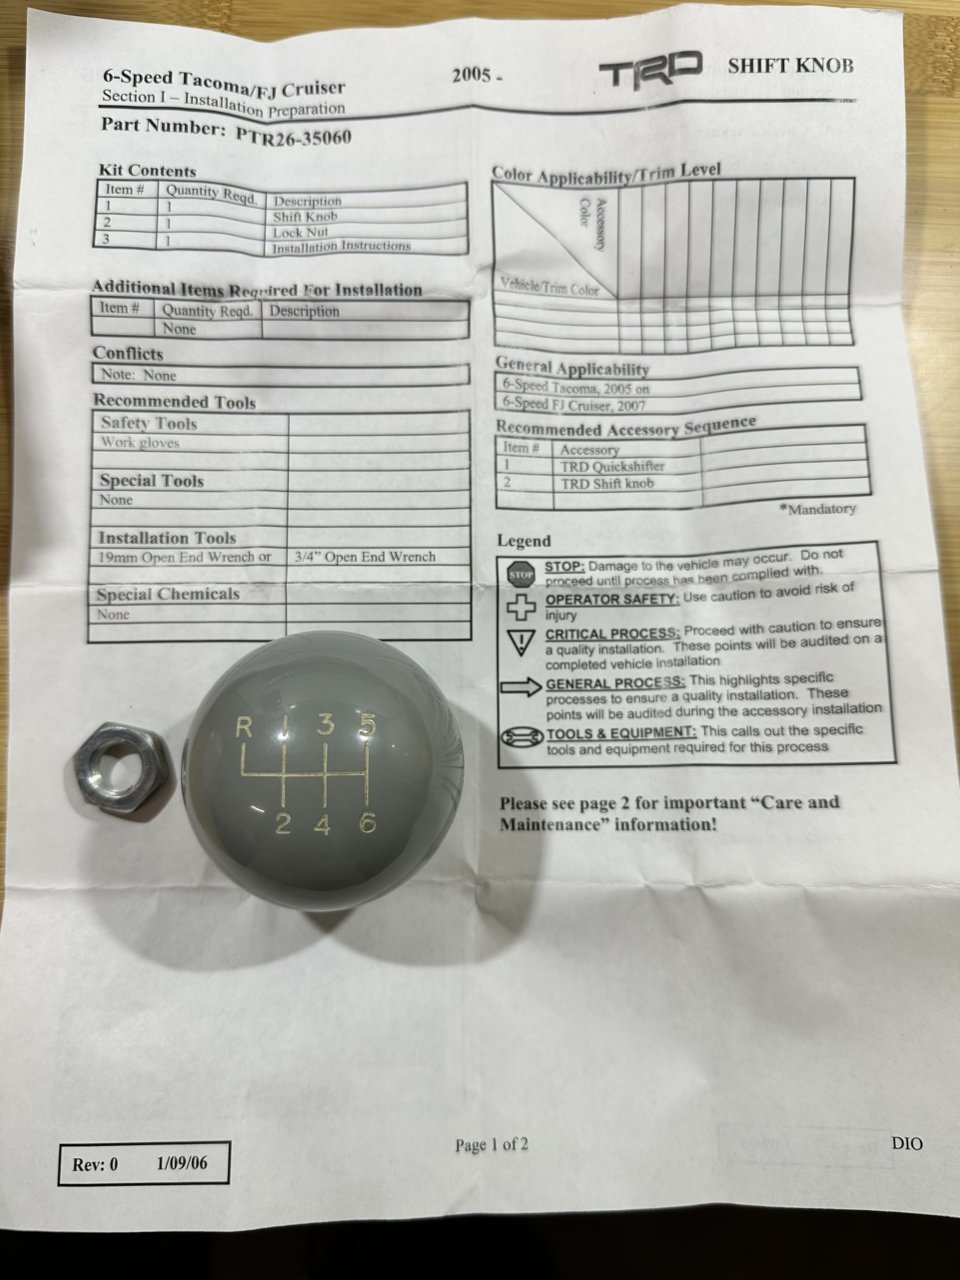 6-Speed Tacoma/FJ Cruiser 2005 - TRD SHIFT KNOB
Section I – Installation Preparation
Part Number: PTR26-35060
Kit Contents
Item # Quantity Reqd. Description
1 1 Shift Knob
2 1 Lock Nut
3 1 Installation Instructions
Additional Items Required For Installation
Item # Quantity Reqd. Description
None
Conflicts
Note: None
Recommended Tools
Safety Tools
Work gloves
Special Tools
None
Installation Tools
19mm Open End Wrench or 3/4" Open End Wrench
Special Chemicals
None
Color Applicability/Trim Level
Accessory
Color
Vehicle/Trim Color
General Applicability
6-Speed Tacoma, 2005 on
6-Speed FJ Cruiser, 2007
Recommended Accessory Sequence
Item # Accessory
1 TRD Quickshifter
2 TRD Shift knob
*Mandatory
Legend
STOP STOP: Damage to the vehicle may occur. Do not
proceed until process has been complied with.
OPERATOR SAFETY: Use caution to avoid risk of
injury
CRITICAL PROCESS: Proceed with caution to ensure
a quality installation. These points will be audited on a
completed vehicle installation
GENERAL PROCESS: This highlights specific
processes to ensure a quality installation. These
points will be audited during the accessory installation
TOOLS & EQUIPMENT: This calls out the specific
tools and equipment required for this process
Please see page 2 for important “Care and
Maintenance” information!
R 1 3 5
2 4 6
Rev: 0 1/09/06
Page 1 of 2
DIO